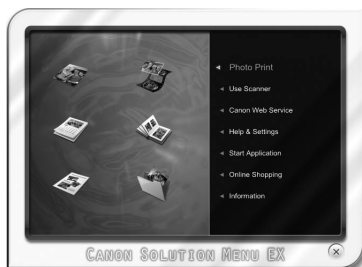 Photo Print
Use Scanner
Canon Web Service
Help & Settings
Start Application
Online Shopping
Information
CANON SOLUTION MENU EX